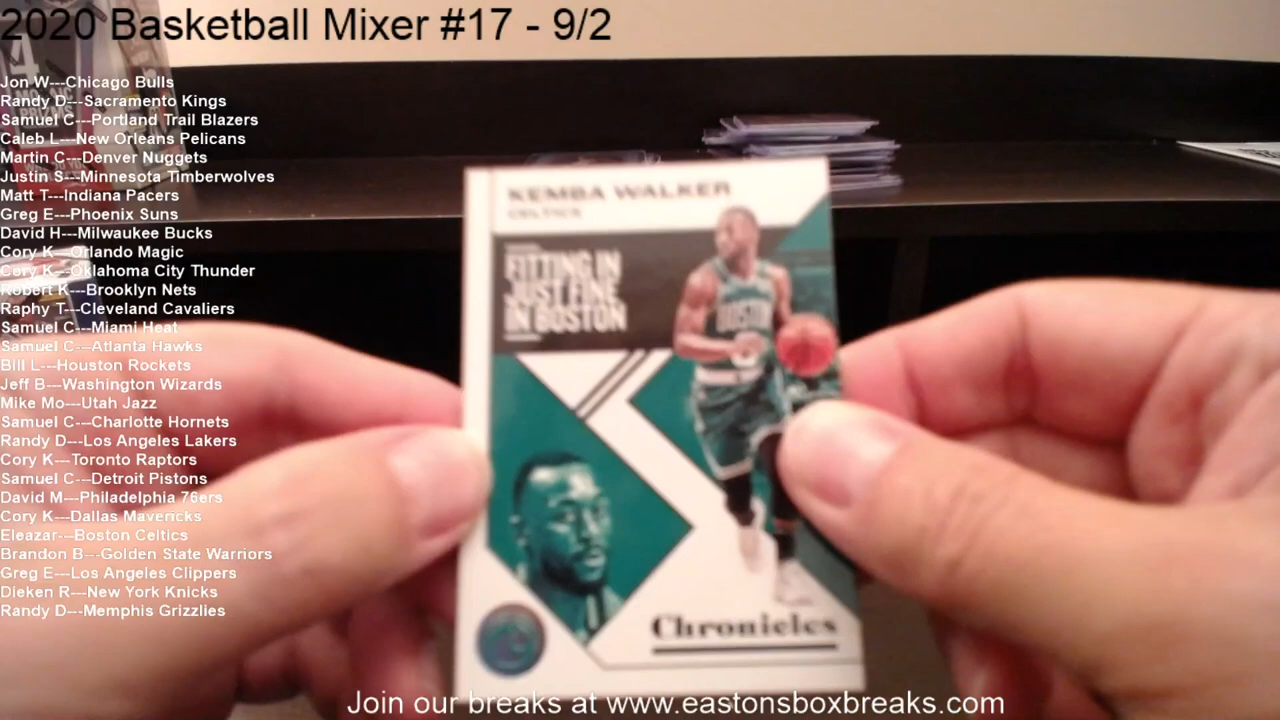 2020 Basketball Mixer #17 - 9/2
Jon W---Chicago Bulls
Randy D---Sacramento Kings
Samuel C---Portland Trail Blazers
Caleb L---New Orleans Pelicans
Martin C---Denver Nuggets
Justin S---Minnesota Timberwolves
Matt T---Indiana Pacers
Greg E---Phoenix Suns
David H---Milwaukee Bucks
Cory K---Orlando Magic
Cory K---Oklahoma City Thunder
Robert K---Brooklyn Nets
Raphy T---Cleveland Cavaliers
Samuel C---Miami Heat
Samuel C---Atlanta Hawks
Bill L---Houston Rockets
Jeff B---Washington Wizards
Mike Mo---Utah Jazz
Samuel C---Charlotte Hornets
Randy D---Los Angeles Lakers
Cory K---Toronto Raptors
Samuel C---Detroit Pistons
David M---Philadelphia 76ers
Cory K---Dallas Mavericks
Eleazar---Boston Celtics
Brandon B---Golden State Warriors
Greg E---Los Angeles Clippers
Dieken R---New York Knicks
Randy D---Memphis Grizzlies
KEMBA WALKER
CELTICS
FITTING IN
JUST FINE
IN BOSTON
BOSTON
Chronicles
Join our breaks at www.eastonsboxbreaks.com